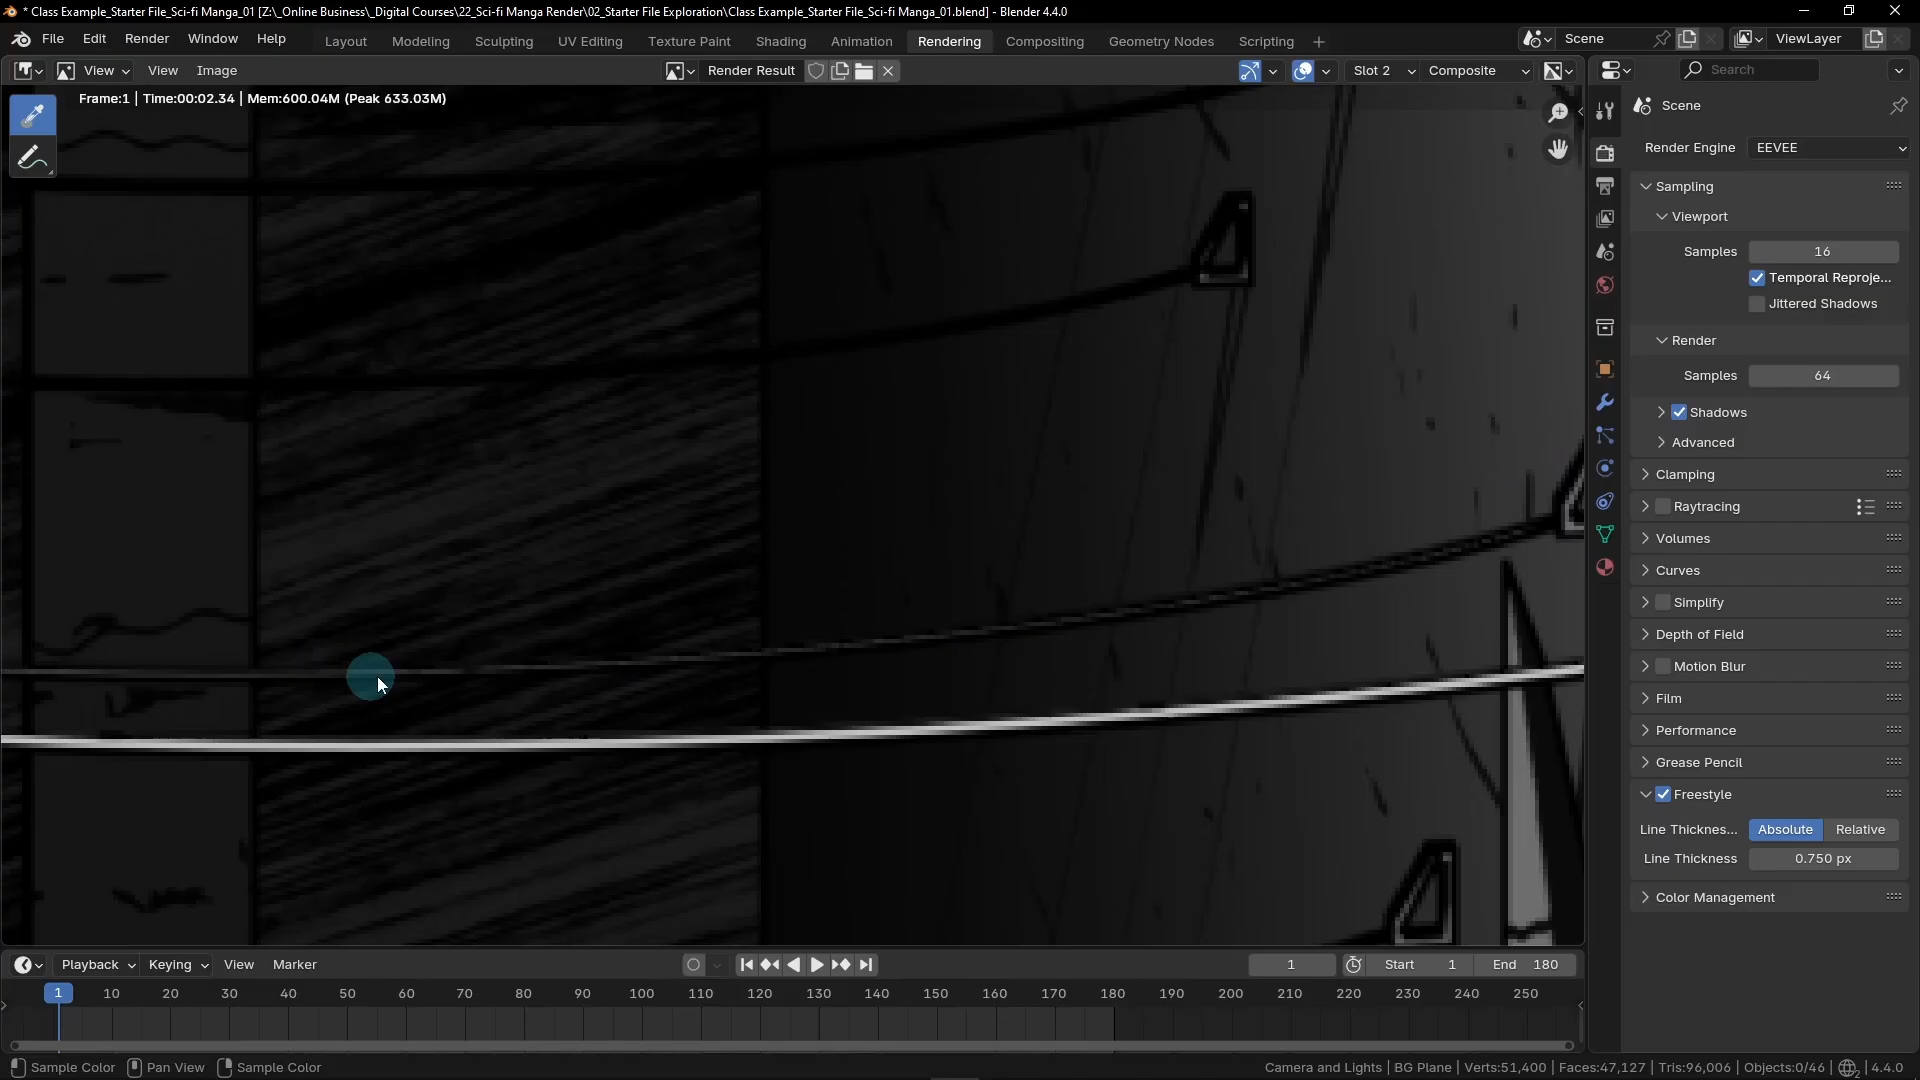 * Class Example_Starter File_Sci-fi Manga_01 [Z:\_Online Business\_Digital Courses\22_Sci-fi Manga Render\02_Starter File Exploration\Class Example_Starter File_Sci-fi Manga_01.blend] - Blender 4.4.0
File Edit Render Window Help Layout Modeling Sculpting UV Editing Texture Paint Shading Animation Rendering Compositing Geometry Nodes Scripting + Scene ViewLayer
View View Image Render Result Slot 2 Composite Search
Frame:1 | Time:00:02.34 | Mem:600.04M (Peak 633.03M)
Scene
Render Engine EEVEE
Sampling
Viewport
Samples 16
Temporal Reproje...
Jittered Shadows
Render
Samples 64
Shadows
Advanced
Clamping
Raytracing
Volumes
Curves
Simplify
Depth of Field
Motion Blur
Film
Performance
Grease Pencil
Freestyle
Line Thicknes... Absolute Relative
Line Thickness 0.750 px
Color Management
Playback Keying View Marker 1 Start 1 End 180
1 10 20 30 40 50 60 70 80 90 100 110 120 130 140 150 160 170 180 190 200 210 220 230 240 250
Sample Color Pan View Sample Color Camera and Lights | BG Plane | Verts:51,400 | Faces:47,127 | Tris:96,006 | Objects:0/46 | 2 | 4.4.0